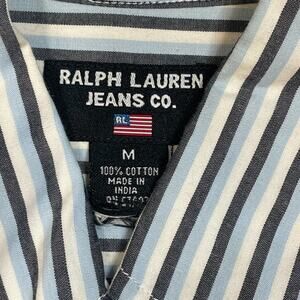 RALPH LAUREN
JEANS CO.
RL
M
100% COTTON
MADE IN
INDIA